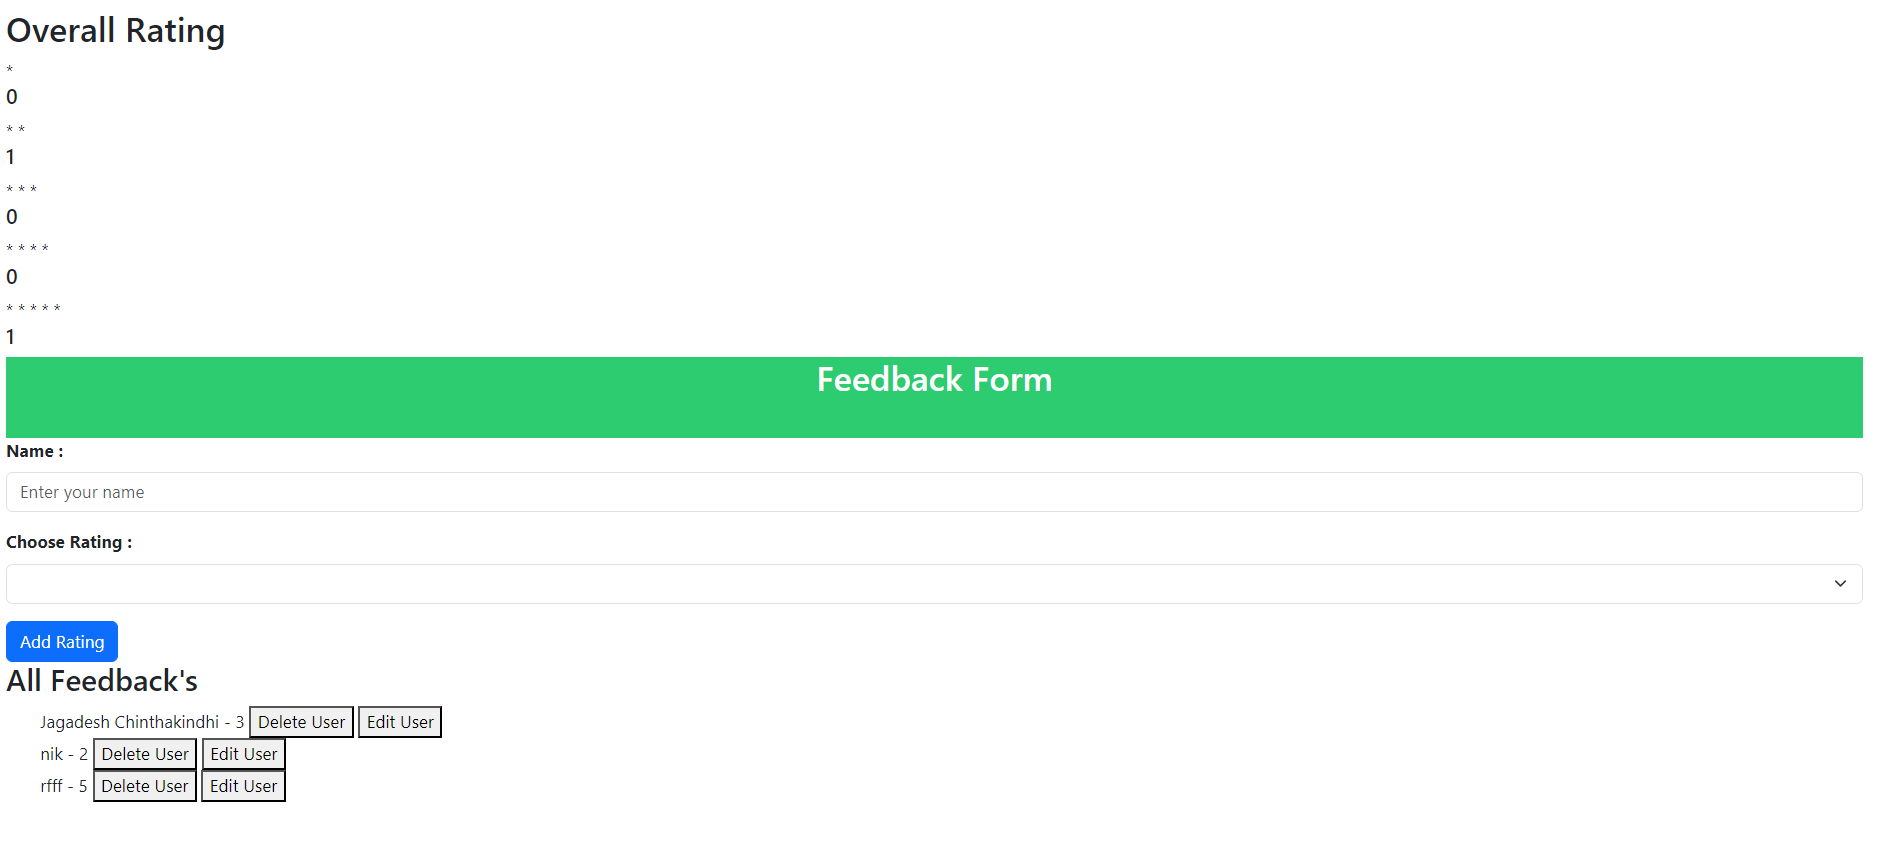 Overall Rating
*
0
* *
1
* * *
0
* * * *
0
* * * * *
1
Feedback Form
Name :
Enter your name
Choose Rating :
Add Rating
All Feedback's
Jagadesh Chinthakindhi - 3 Delete User Edit User
nik - 2 Delete User Edit User
rfff - 5 Delete User Edit User